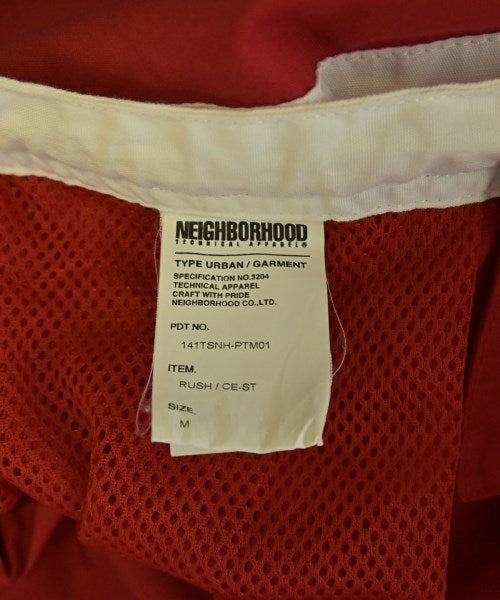 NEIGHBORHOOD
TECHNICAL APPAREL®
TYPE URBAN / GARMENT
SPECIFICATION NO.3204
TECHNICAL APPAREL
CRAFT WITH PRIDE
NEIGHBORHOOD CO.,LTD.
PDT NO.
141TSNH-PTM01
ITEM.
RUSH / CE-ST
SIZE.
M